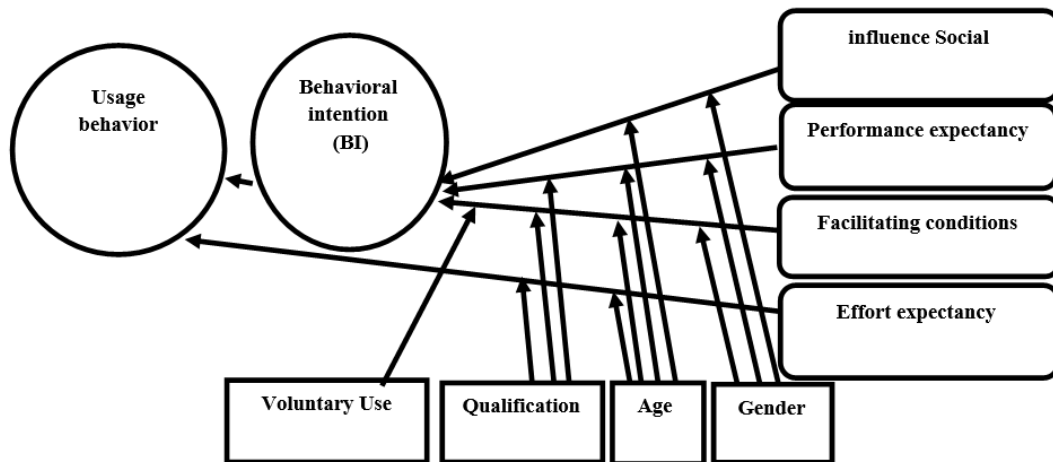 Usage
behavior
Behavioral
intention
(BI)
influence Social
Performance expectancy
Facilitating conditions
Effort expectancy
Voluntary Use
Qualification
Age
Gender